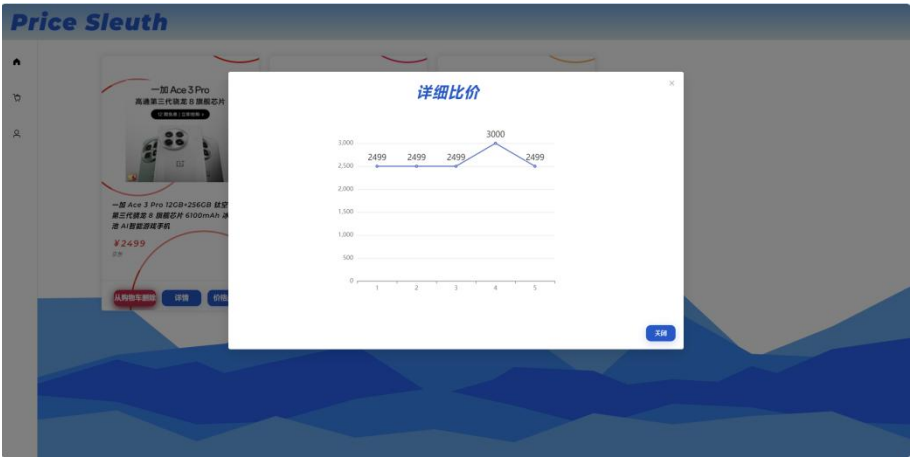 Price Sleuth
一加 Ace 3 Pro
高通第三代骁龙 8 旗舰芯片
一加 Ace 3 Pro 12GB+256GB 钛空
第三代骁龙 8 旗舰芯片 6100mAh 冰
池 AI智能游戏手机
¥2499
京东
从购物车删除
详情
价格
详细比价
×
3,000
2,500
2,000
1,500
1,000
500
0
2499
2499
2499
3000
2499
1
2
3
4
5
关闭